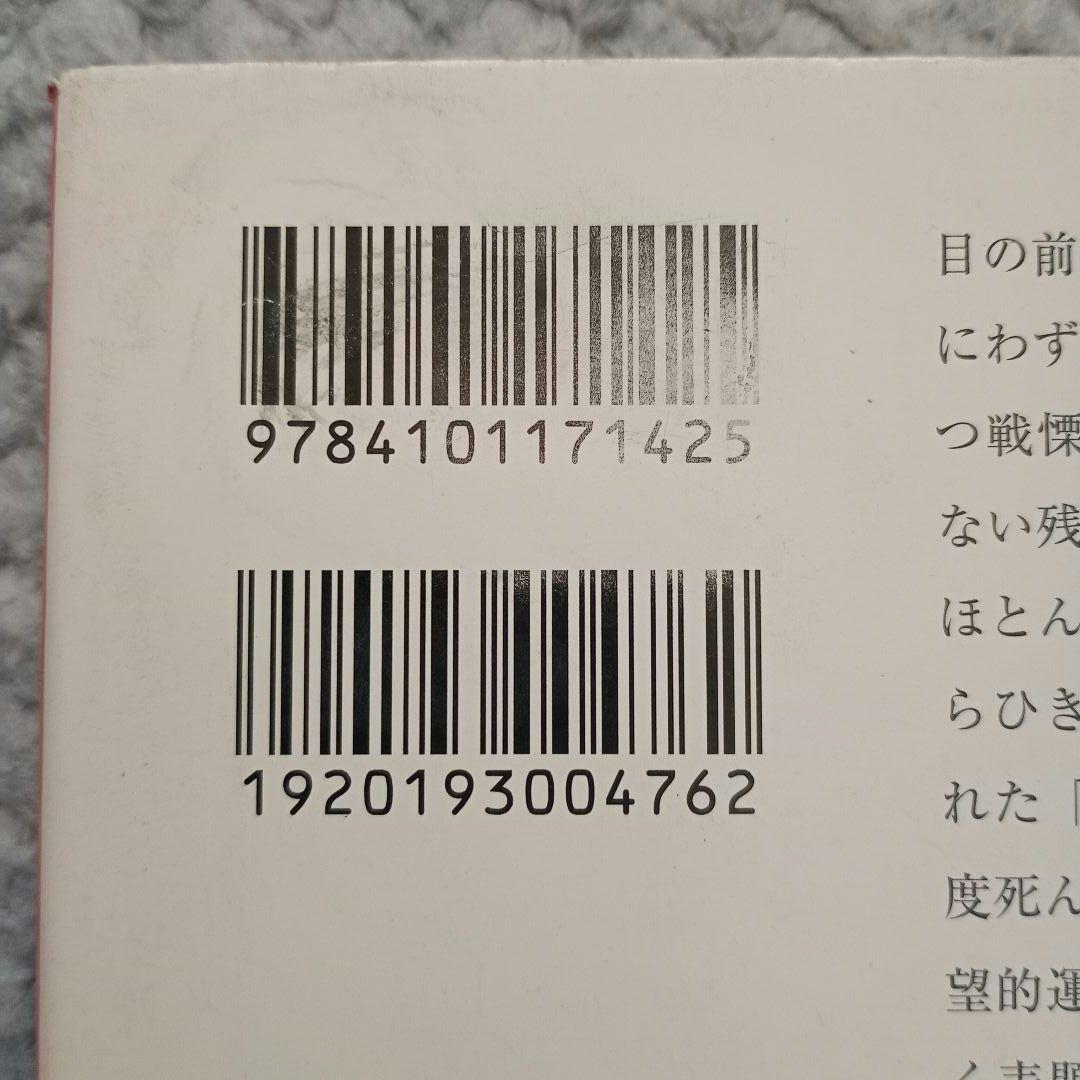 9784101171425
1920193004762
目の前
にわず
つ戦慄
ない残
ほとん
らひき
れた「
度死ん
望的運